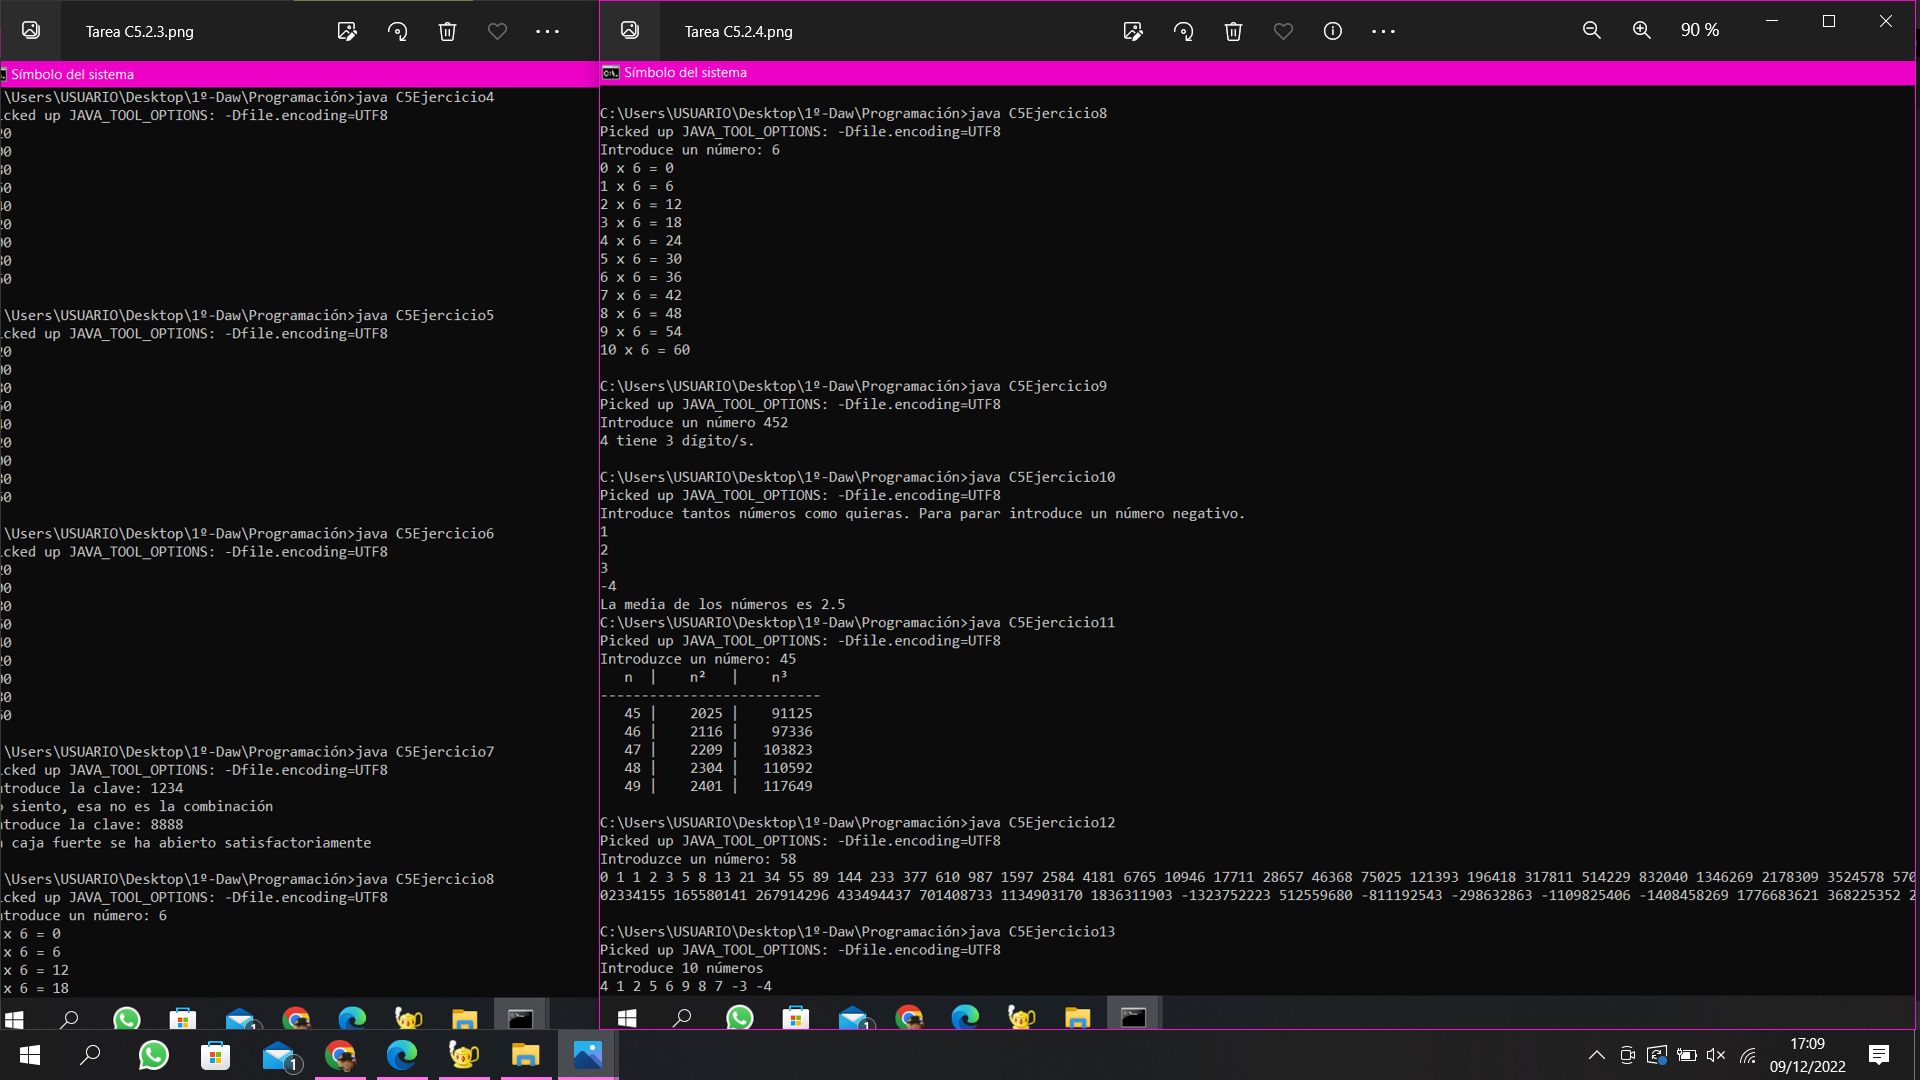 Tarea C5.2.3.png
Símbolo del sistema
\Users\USUARIO\Desktop\1º-Daw\Programación>java C5Ejercicio4
cked up JAVA_TOOL_OPTIONS: -Dfile.encoding=UTF8
20
00
80
60
40
20
00
80
60
\Users\USUARIO\Desktop\1º-Daw\Programación>java C5Ejercicio5
cked up JAVA_TOOL_OPTIONS: -Dfile.encoding=UTF8
20
00
80
60
40
20
00
80
60
\Users\USUARIO\Desktop\1º-Daw\Programación>java C5Ejercicio6
cked up JAVA_TOOL_OPTIONS: -Dfile.encoding=UTF8
20
00
80
60
40
20
00
80
60
\Users\USUARIO\Desktop\1º-Daw\Programación>java C5Ejercicio7
cked up JAVA_TOOL_OPTIONS: -Dfile.encoding=UTF8
ntroduce la clave: 1234
o siento, esa no es la combinación
ntroduce la clave: 8888
a caja fuerte se ha abierto satisfactoriamente
\Users\USUARIO\Desktop\1º-Daw\Programación>java C5Ejercicio8
cked up JAVA_TOOL_OPTIONS: -Dfile.encoding=UTF8
ntroduce un número: 6
x 6 = 0
x 6 = 6
x 6 = 12
x 6 = 18
Tarea C5.2.4.png
90 %
Símbolo del sistema
C:\Users\USUARIO\Desktop\1º-Daw\Programación>java C5Ejercicio8
Picked up JAVA_TOOL_OPTIONS: -Dfile.encoding=UTF8
Introduce un número: 6
0 x 6 = 0
1 x 6 = 6
2 x 6 = 12
3 x 6 = 18
4 x 6 = 24
5 x 6 = 30
6 x 6 = 36
7 x 6 = 42
8 x 6 = 48
9 x 6 = 54
10 x 6 = 60
C:\Users\USUARIO\Desktop\1º-Daw\Programación>java C5Ejercicio9
Picked up JAVA_TOOL_OPTIONS: -Dfile.encoding=UTF8
Introduce un número 452
4 tiene 3 dígito/s.
C:\Users\USUARIO\Desktop\1º-Daw\Programación>java C5Ejercicio10
Picked up JAVA_TOOL_OPTIONS: -Dfile.encoding=UTF8
Introduce tantos números como quieras. Para parar introduce un número negativo.
1
2
3
-4
La media de los números es 2.5
C:\Users\USUARIO\Desktop\1º-Daw\Programación>java C5Ejercicio11
Picked up JAVA_TOOL_OPTIONS: -Dfile.encoding=UTF8
Introduzce un número: 45
n | n² | n³
---------------------------
45 | 2025 | 91125
46 | 2116 | 97336
47 | 2209 | 103823
48 | 2304 | 110592
49 | 2401 | 117649
C:\Users\USUARIO\Desktop\1º-Daw\Programación>java C5Ejercicio12
Picked up JAVA_TOOL_OPTIONS: -Dfile.encoding=UTF8
Introduzce un número: 58
0 1 1 2 3 5 8 13 21 34 55 89 144 233 377 610 987 1597 2584 4181 6765 10946 17711 28657 46368 75025 121393 196418 317811 514229 832040 1346269 2178309 3524578 570
02334155 165580141 267914296 433494437 701408733 1134903170 1836311903 -1323752223 512559680 -811192543 -298632863 -1109825406 -1408458269 1776683621 368225352 2
C:\Users\USUARIO\Desktop\1º-Daw\Programación>java C5Ejercicio13
Picked up JAVA_TOOL_OPTIONS: -Dfile.encoding=UTF8
Introduce 10 números
4 1 2 5 6 9 8 7 -3 -4
1
1
1
17:09
09/12/2022